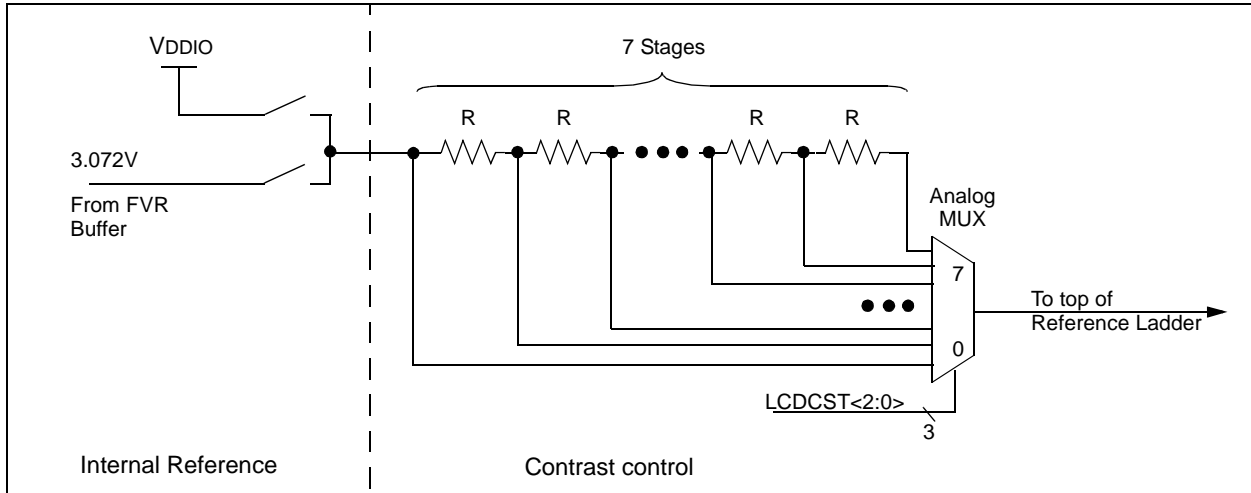 VDDIO
3.072V
From FVR
Buffer
7 Stages
R
R
R
R
Analog
MUX
7
0
To top of
Reference Ladder
LCDCST<2:0>
3
Internal Reference
Contrast control